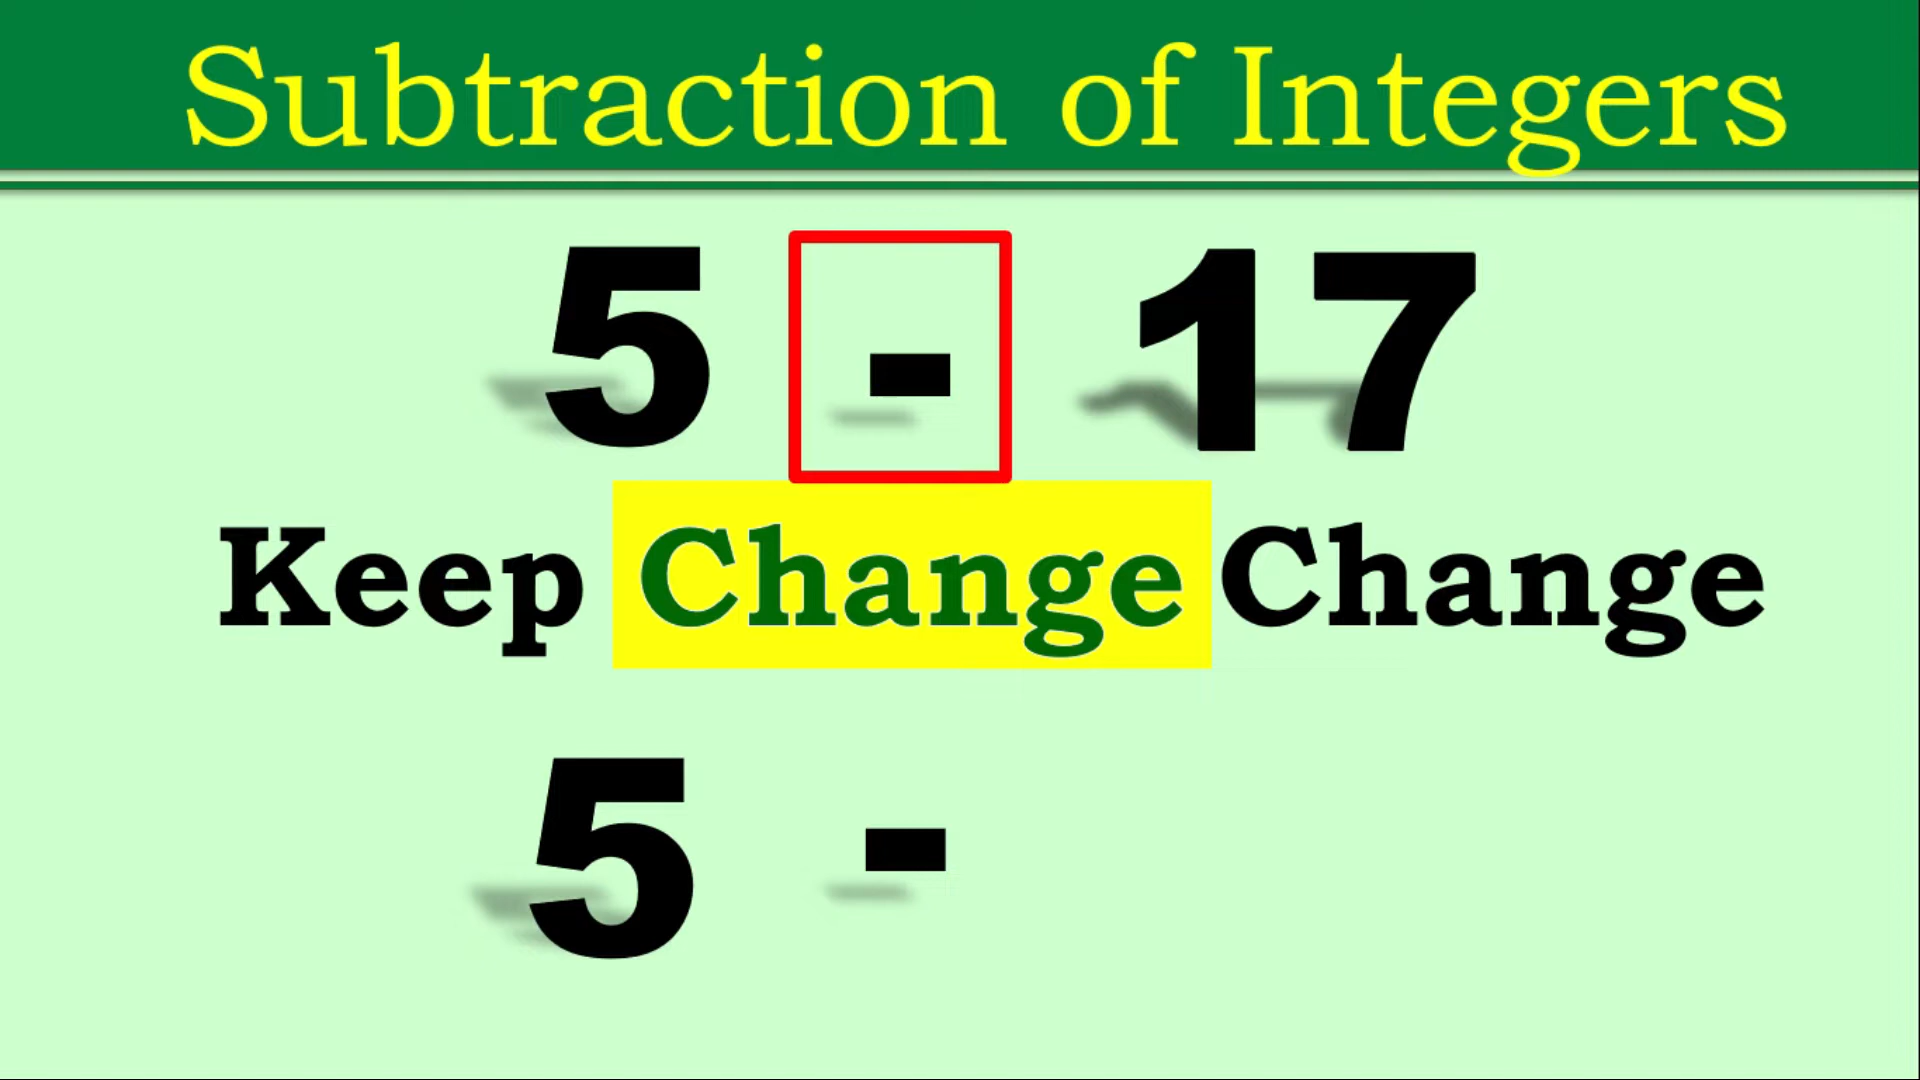 Subtraction of Integers
5 - 17
Keep Change Change
5 -